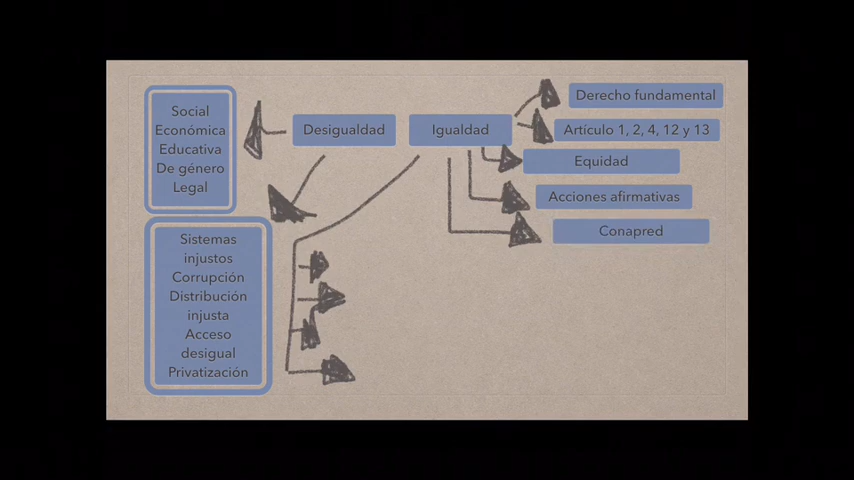 Social
Económica
Educativa
De género
Legal
Desigualdad
Igualdad
Derecho fundamental
Artículo 1, 2, 4, 12 y 13
Equidad
Acciones afirmativas
Conapred
Sistemas
injustos
Corrupción
Distribución
injusta
Acceso
desigual
Privatización